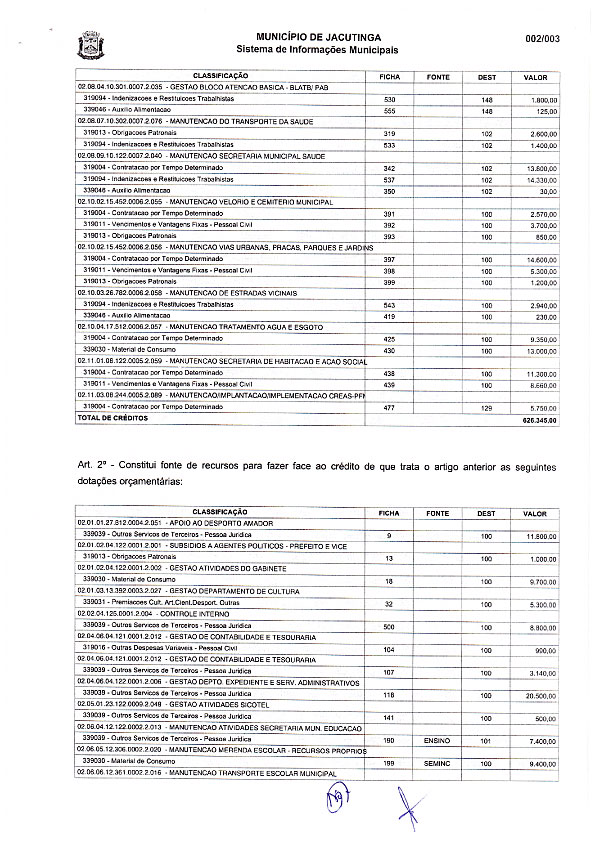 MUNICÍPIO DE JACUTINGA 002/003
Sistema de Informações Municipais
CLASSIFICAÇÃO FICHA FONTE DEST VALOR
02.08.04.10.301.0007.2.035 - GESTAO BLOCO ATENCAO BASICA - BLATB/ PAB
319094 - Indenizacoes e Restituicoes Trabalhistas 530 148 1.800,00
339046 - Auxilio Alimentacao 555 148 125,00
02.08.07.10.302.0007.2.076 - MANUTENCAO DO TRANSPORTE DA SAUDE
319013 - Obrigacoes Patronais 319 102 2.600,00
319094 - Indenizacoes e Restituicoes Trabalhistas 533 102 1.400,00
02.08.09.10.122.0007.2.040 - MANUTENCAO SECRETARIA MUNICIPAL SAUDE
319004 - Contratacao por Tempo Determinado 342 102 13.800,00
319094 - Indenizacoes e Restituicoes Trabalhistas 537 102 14.330,00
339046 - Auxilio Alimentacao 350 102 30,00
02.10.02.15.452.0006.2.055 - MANUTENCAO VELORIO E CEMITERIO MUNICIPAL
319004 - Contratacao por Tempo Determinado 391 100 2.570,00
319011 - Vencimentos e Vantagens Fixas - Pessoal Civil 392 100 3.700,00
319013 - Obrigacoes Patronais 393 100 850,00
02.10.02.15.452.0006.2.056 - MANUTENCAO VIAS URBANAS, PRACAS, PARQUES E JARDINS
319004 - Contratacao por Tempo Determinado 397 100 14.600,00
319011 - Vencimentos e Vantagens Fixas - Pessoal Civil 398 100 5.300,00
319013 - Obrigacoes Patronais 399 100 1.200,00
02.10.03.26.782.0006.2.058 - MANUTENCAO DE ESTRADAS VICINAIS
319094 - Indenizacoes e Restituicoes Trabalhistas 543 100 2.940,00
339046 - Auxilio Alimentacao 419 100 230,00
02.10.04.17.512.0006.2.057 - MANUTENCAO TRATAMENTO AGUA E ESGOTO
319004 - Contratacao por Tempo Determinado 425 100 9.350,00
339030 - Material de Consumo 430 100 13.000,00
02.11.01.08.122.0005.2.059 - MANUTENCAO SECRETARIA DE HABITACAO E ACAO SOCIAL
319004 - Contratacao por Tempo Determinado 438 100 11.300,00
319011 - Vencimentos e Vantagens Fixas - Pessoal Civil 439 100 8.660,00
02.11.03.08.244.0005.2.089 - MANUTENCAO/IMPLANTACAO/IMPLEMENTACAO CREAS-PFM
319004 - Contratacao por Tempo Determinado 477 129 5.750,00
TOTAL DE CRÉDITOS 626.345,00
Art. 2º - Constitui fonte de recursos para fazer face ao crédito de que trata o artigo anterior as seguintes
dotações orçamentárias:
CLASSIFICAÇÃO FICHA FONTE DEST VALOR
02.01.01.27.812.0004.2.051 - APOIO AO DESPORTO AMADOR
339039 - Outros Servicos de Terceiros - Pessoa Juridica 9 100 11.800,00
02.01.02.04.122.0001.2.001 - SUBSIDIOS A AGENTES POLITICOS - PREFEITO E VICE
319013 - Obrigacoes Patronais 13 100 1.000,00
02.01.02.04.122.0001.2.002 - GESTAO ATIVIDADES DO GABINETE
339030 - Material de Consumo 18 100 9.700,00
02.01.03.13.392.0003.2.027 - GESTAO DEPARTAMENTO DE CULTURA
339031 - Premiacoes Cult. Art.Cient.Desport. Outras 32 100 5.300,00
02.02.04.125.0001.2.004 - CONTROLE INTERNO
339039 - Outros Servicos de Terceiros - Pessoa Juridica 500 100 8.800,00
02.04.06.04.121.0001.2.012 - GESTAO DE CONTABILIDADE E TESOURARIA
319016 - Outras Despesas Variaveis - Pessoal Civil 104 100 990,00
02.04.06.04.121.0001.2.012 - GESTAO DE CONTABILIDADE E TESOURARIA
339039 - Outros Servicos de Terceiros - Pessoa Juridica 107 100 3.140,00
02.04.06.04.122.0001.2.006 - GESTAO DEPTO. EXPEDIENTE E SERV. ADMINISTRATIVOS
339039 - Outros Servicos de Terceiros - Pessoa Juridica 118 100 20.500,00
02.05.01.23.122.0009.2.048 - GESTAO ATIVIDADES SICOTEL
339039 - Outros Servicos de Terceiros - Pessoa Juridica 141 100 500,00
02.06.04.12.122.0002.2.013 - MANUTENCAO ATIVIDADES SECRETARIA MUN. EDUCACAO
339039 - Outros Servicos de Terceiros - Pessoa Juridica 190 ENSINO 101 7.400,00
02.06.05.12.306.0002.2.020 - MANUTENCAO MERENDA ESCOLAR - RECURSOS PROPRIOS
339030 - Material de Consumo 199 SEMINC 100 9.400,00
02.06.06.12.361.0002.2.016 - MANUTENCAO TRANSPORTE ESCOLAR MUNICIPAL